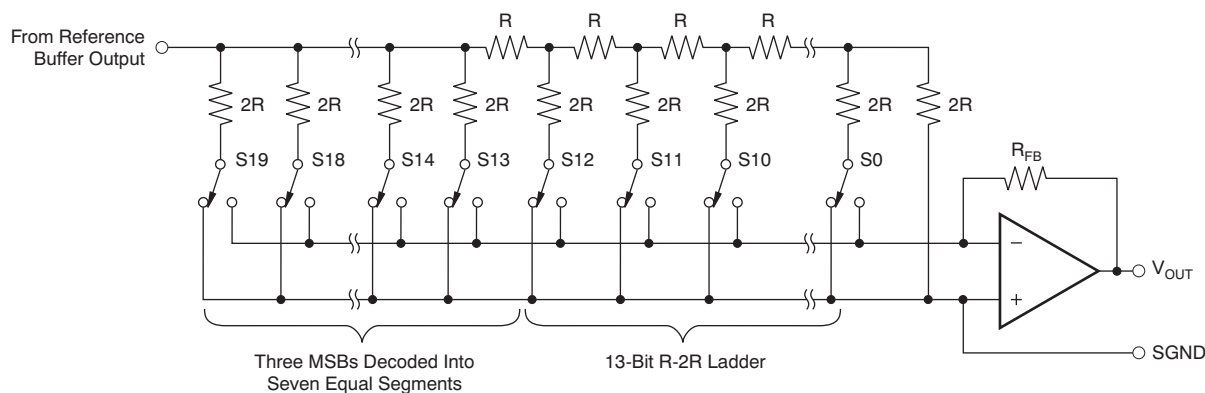 R R R R
From Reference
Buffer Output
2R 2R 2R 2R 2R 2R 2R 2R 2R
S19 S18 S14 S13 S12 S11 S10 S0
RFB
−
+
VOUT
SGND
Three MSBs Decoded Into
Seven Equal Segments
13-Bit R-2R Ladder